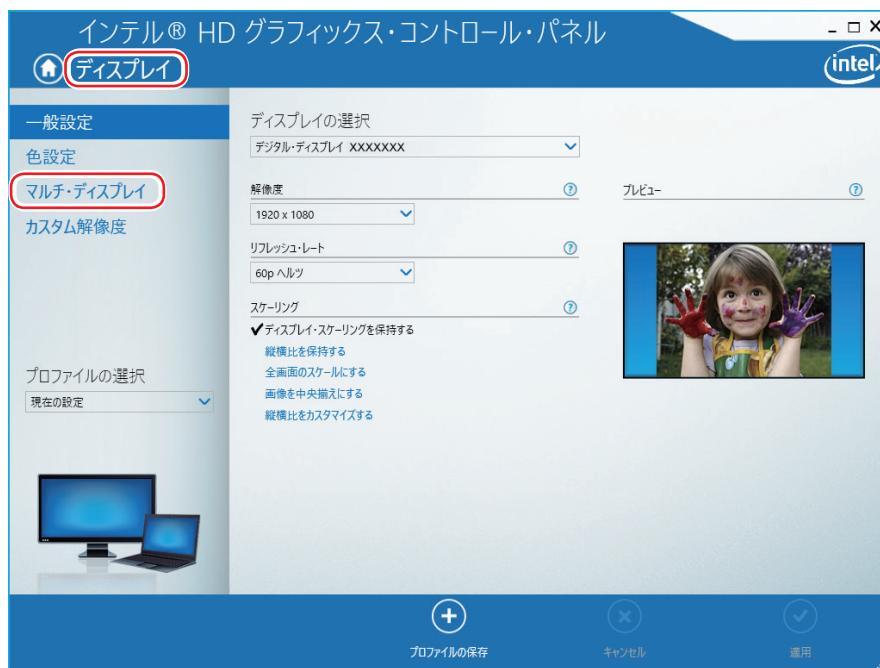 インテル® HD グラフィックス・コントロール・パネル
ディスプレイ
intel
一般設定
色設定
マルチ・ディスプレイ
カスタム解像度
プロファイルの選択
現在の設定
ディスプレイの選択
デジタル・ディスプレイ XXXXXXX
解像度
?
1920 x 1080
リフレッシュ・レート
?
60p ヘルツ
スケーリング
?
✔ディスプレイ・スケーリングを保持する
縦横比を保持する
全画面のスケールにする
画像を中央揃えにする
縦横比をカスタマイズする
プレビュー
?
プロファイルの保存
キャンセル
適用